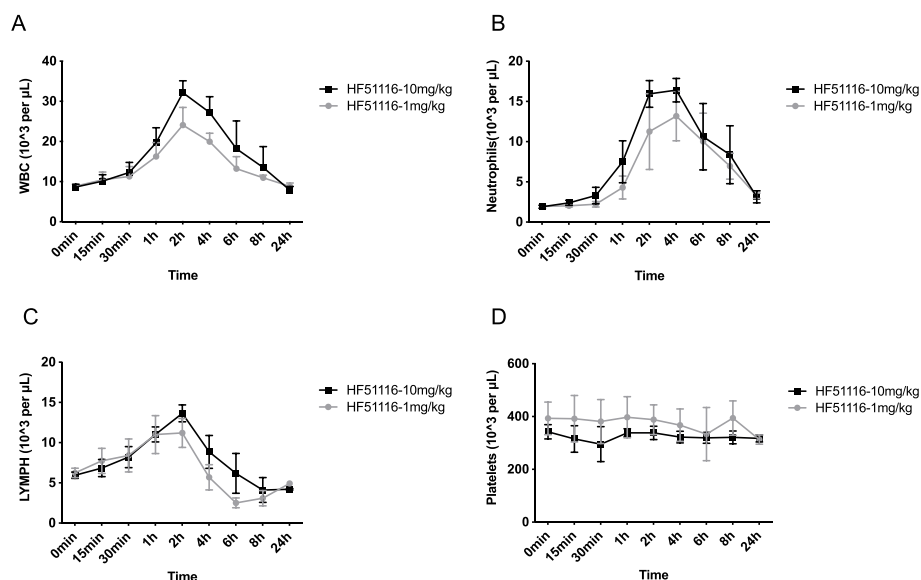 A
WBC (10^3 per µL)
40
30
20
10
0
0min
15min
30min
1h
2h
4h
6h
8h
24h
Time
HF51116-10mg/kg
HF51116-1mg/kg
B
Neutrophils(10^3 per µL)
20
15
10
5
0
0min
15min
30min
1h
2h
4h
6h
8h
24h
Time
HF51116-10mg/kg
HF51116-1mg/kg
C
LYMPH (10^3 per µL)
20
15
10
5
0
0min
15min
30min
1h
2h
4h
6h
8h
24h
Time
HF51116-10mg/kg
HF51116-1mg/kg
D
Platelets (10^3 per µL)
600
400
200
0
0min
15min
30min
1h
2h
4h
6h
8h
24h
Time
HF51116-10mg/kg
HF51116-1mg/kg